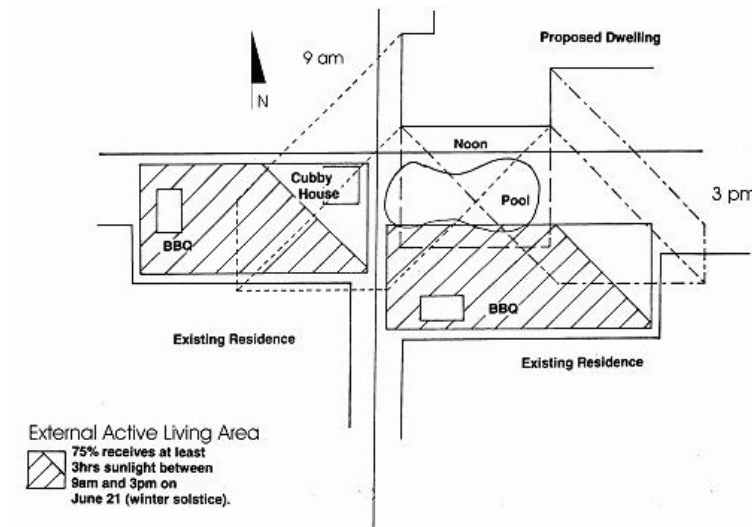 Proposed Dwelling
9 am
N
Noon
Cubby
House
Pool
3 pm
BBQ
BBQ
Existing Residence
Existing Residence
External Active Living Area
75% receives at least
3hrs sunlight between
9am and 3pm on
June 21 (winter solstice).